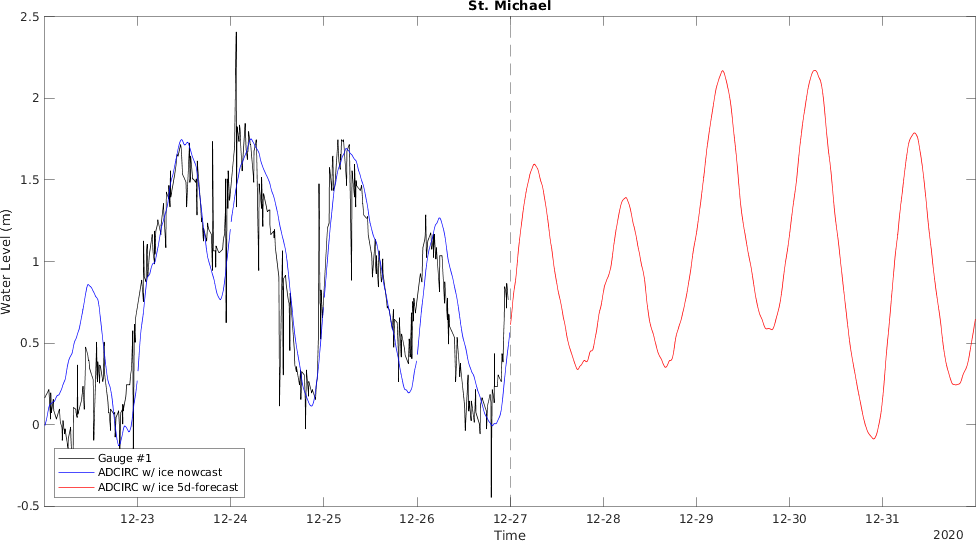 St. Michael
2.5
2
1.5
1
0.5
0
-0.5
Water Level (m)
Gauge #1
ADCIRC w/ ice nowcast
ADCIRC w/ ice 5d-forecast
12-23 12-24 12-25 12-26 12-27 12-28 12-29 12-30 12-31
Time
2020